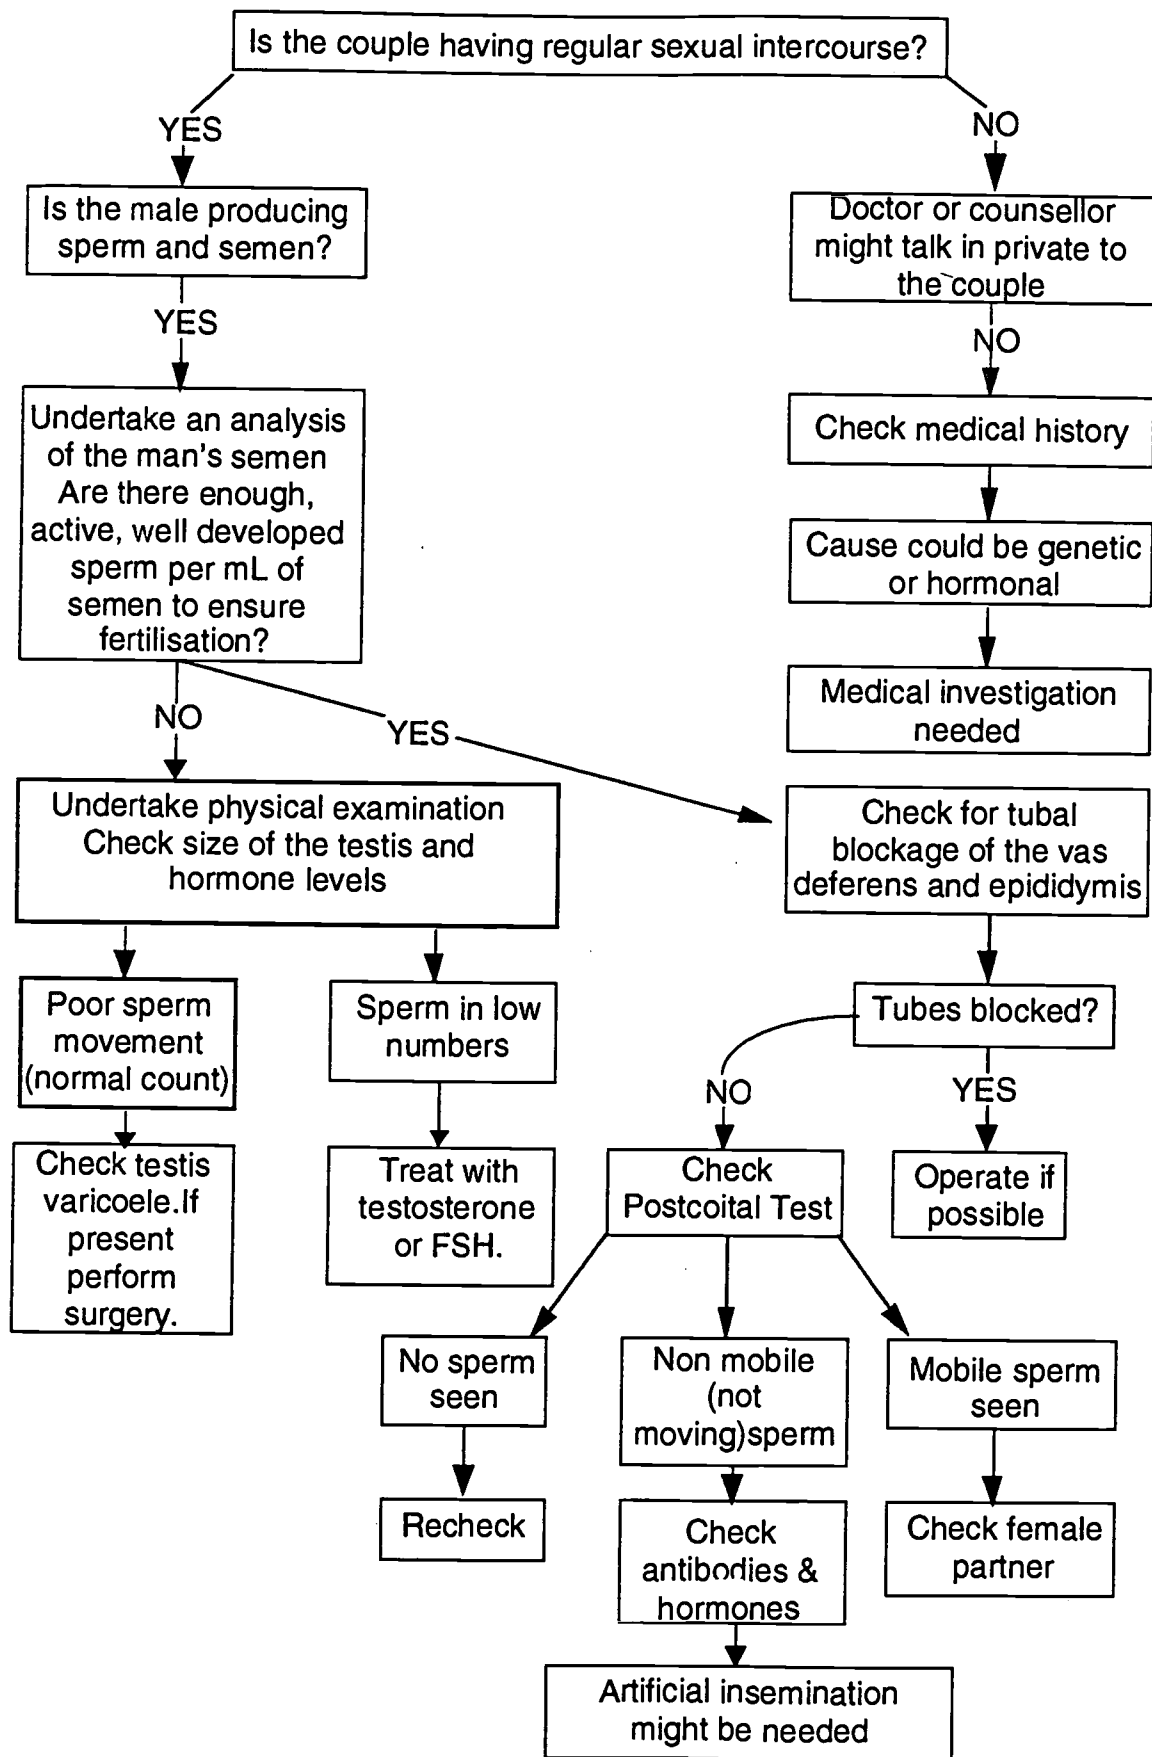 Is the couple having regular sexual intercourse?
YES
NO
Is the male producing
sperm and semen?
Doctor or counsellor
might talk in private to
the couple
YES
NO
Undertake an analysis
of the man's semen
Are there enough,
active, well developed
sperm per mL of
semen to ensure
fertilisation?
Check medical history
Cause could be genetic
or hormonal
Medical investigation
needed
NO
YES
Undertake physical examination
Check size of the testis and
hormone levels
Check for tubal
blockage of the vas
deferens and epididymis
Poor sperm
movement
(normal count)
Sperm in low
numbers
Tubes blocked?
NO
YES
Check testis
varicoele.If
present
perform
surgery.
Treat with
testosterone
or FSH.
Check
Postcoital Test
Operate if
possible
No sperm
seen
Non mobile
(not
moving)sperm
Mobile sperm
seen
Recheck
Check
antibodies &
hormones
Check female
partner
Artificial insemination
might be needed